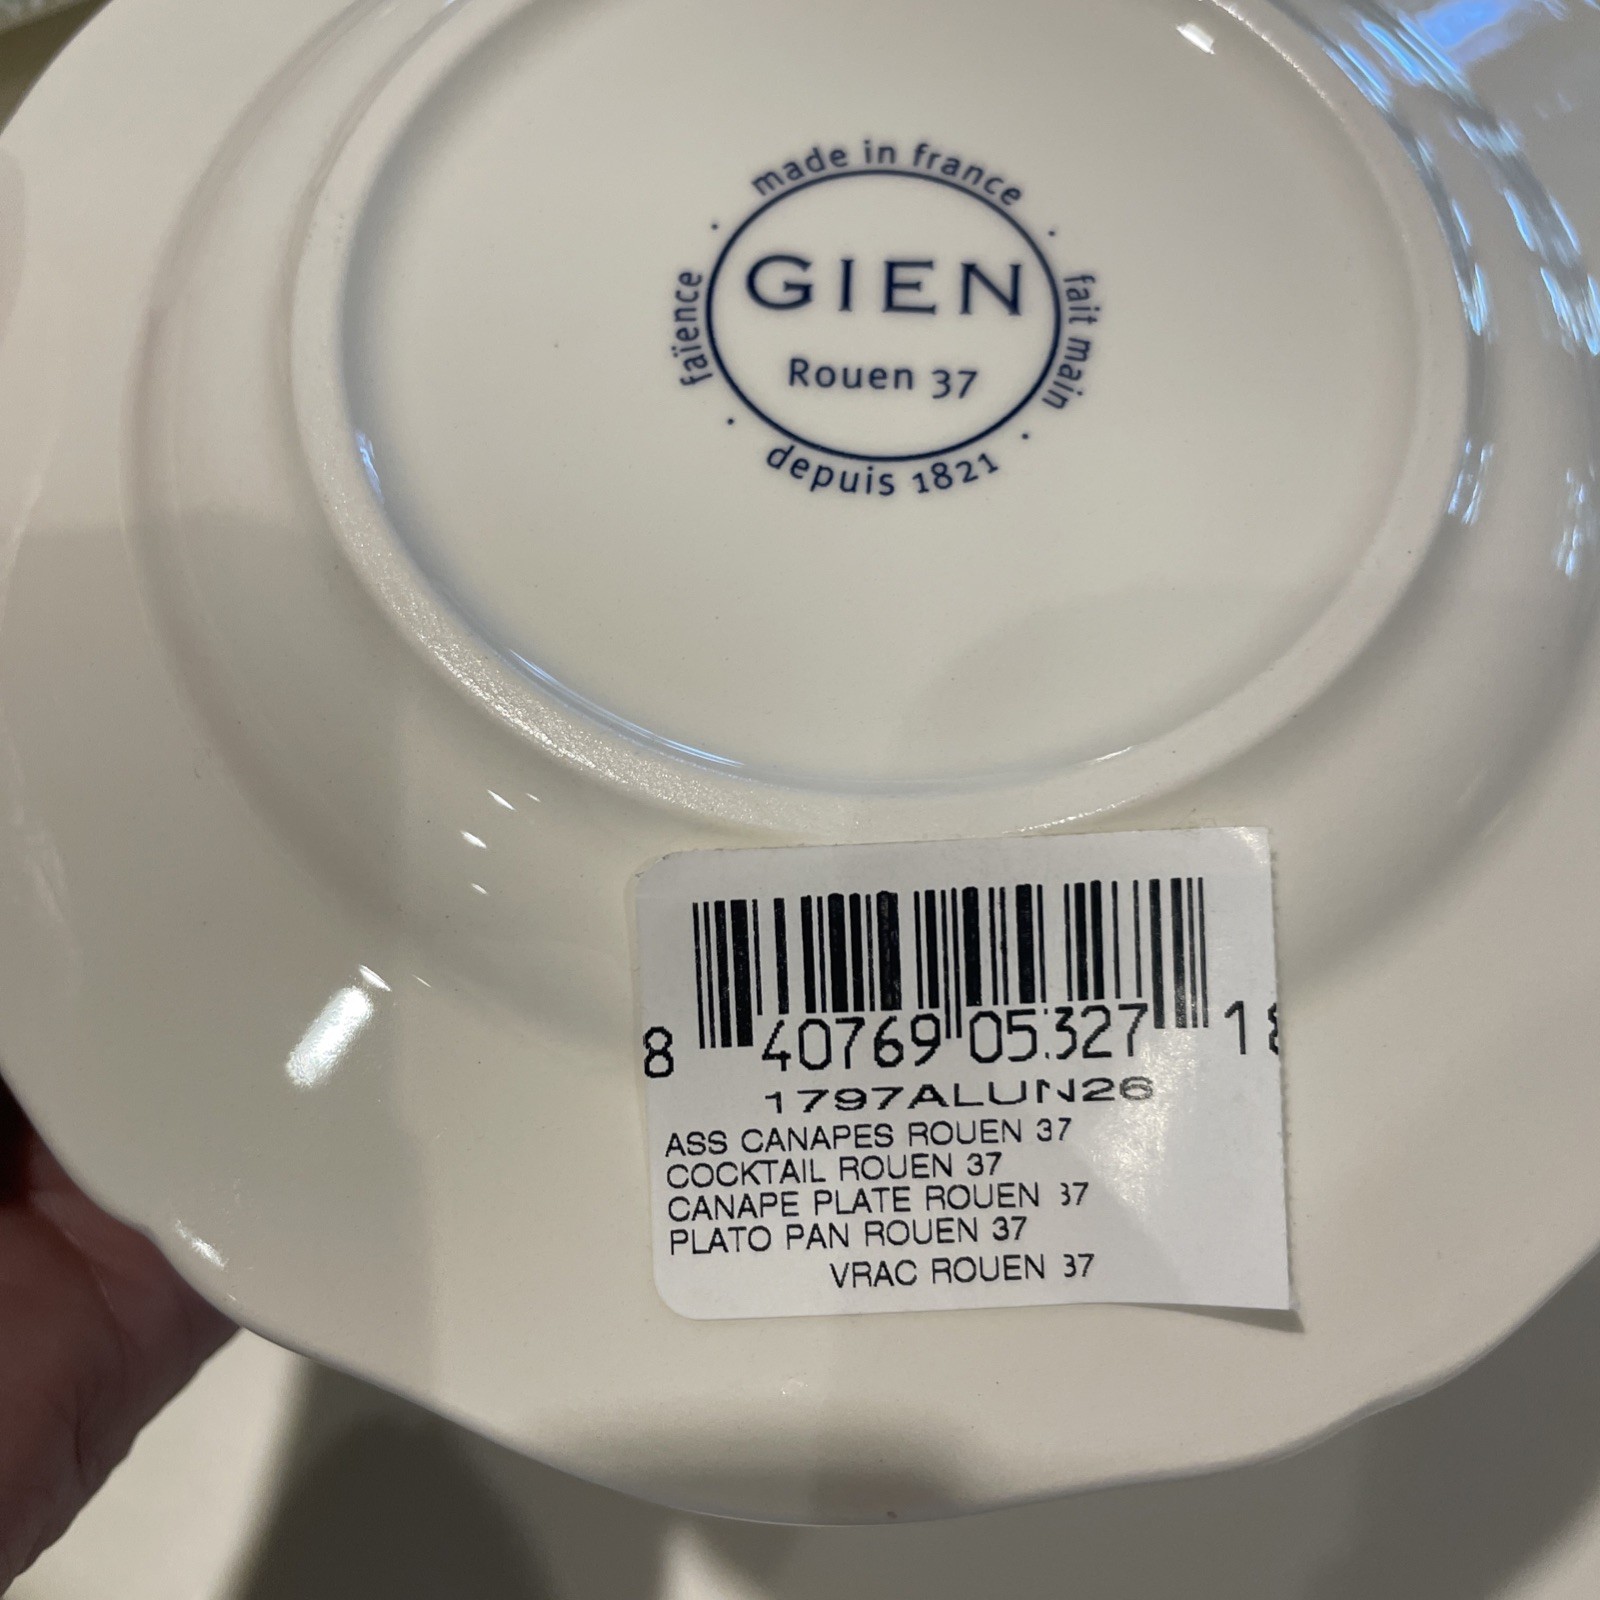 made in france
faïence
GIEN
fait main
Rouen 37
depuis 1821
8 40769 05327 1
1797ALUN26
ASS CANAPES ROUEN 37
COCKTAIL ROUEN 37
CANAPE PLATE ROUEN 37
PLATO PAN ROUEN 37
VRAC ROUEN 37